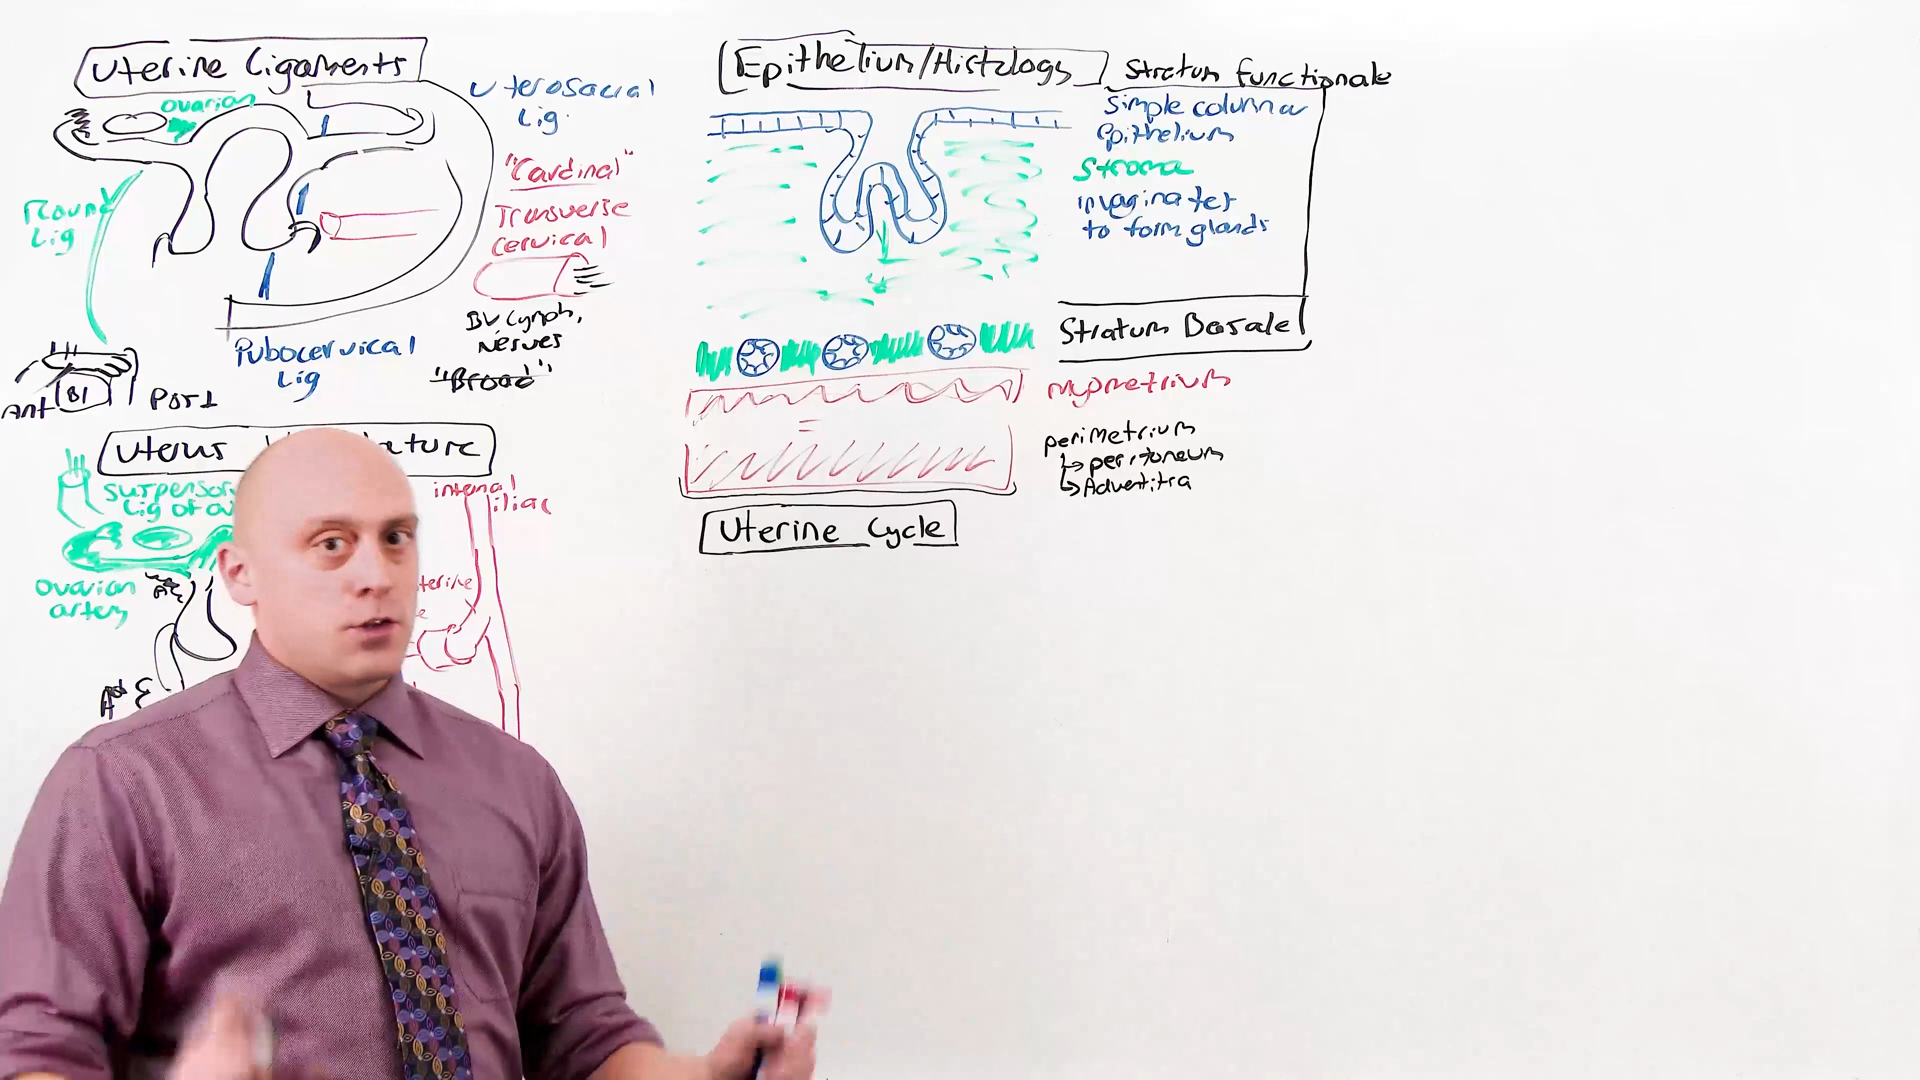 Uterine Ligaments
ovarian
Uterosacral
Lig.
"Cardinal"
Transverse
cervical
Round
Lig
BV Lymph,
Nerves
"Broad"
Pubocervical
Lig
Ant
Bl
Post
Uterus
ature
suspensory
Lig of ov
internal
iliac
ovarian
artery
terine
Epithelium/Histology
Stratum functionale
simple columnar
Epithelium
Stroma
invaginates
to form glands
Stratum Basale
myometrium
perimetrium
↳ peritoneum
↳ Adventitia
Uterine Cycle